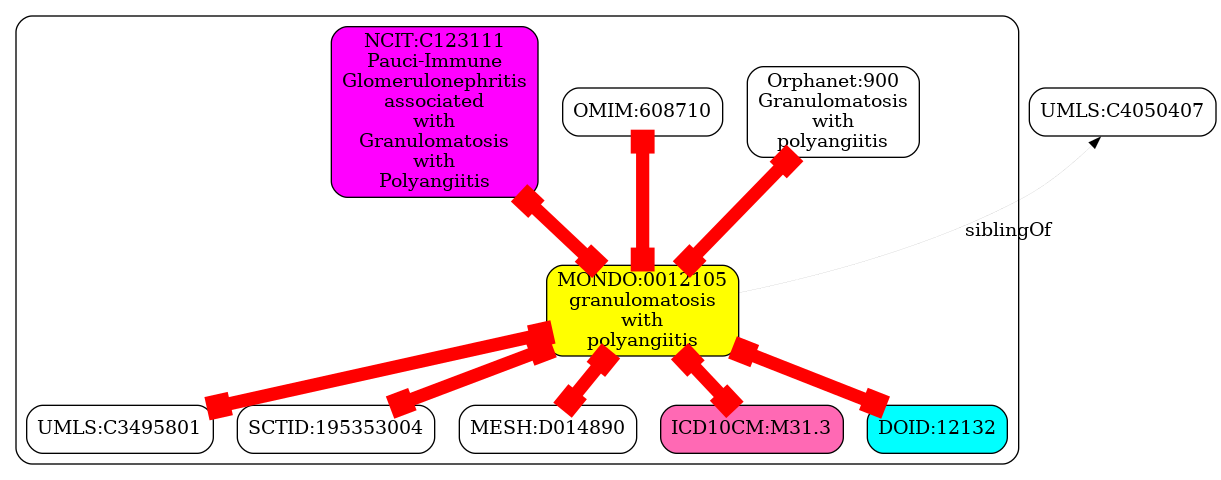 NCIT:C123111
Pauci-Immune
Glomerulonephritis
associated
with
Granulomatosis
with
Polyangiitis
OMIM:608710
Orphanet:900
Granulomatosis
with
polyangiitis
UMLS:C4050407
siblingOf
MONDO:0012105
granulomatosis
with
polyangiitis
UMLS:C3495801
SCTID:195353004
MESH:D014890
ICD10CM:M31.3
DOID:12132